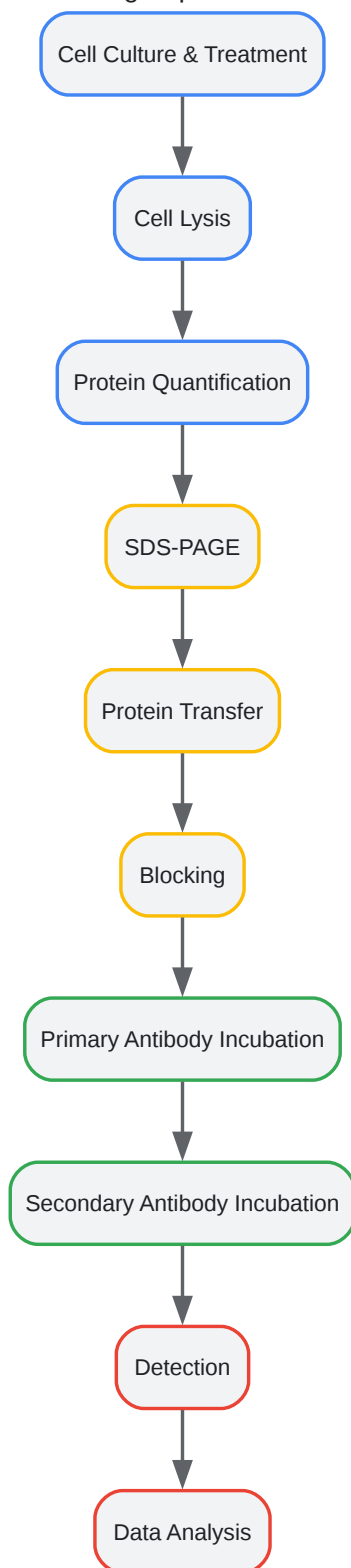 Cell Culture & Treatment
Cell Lysis
Protein Quantification
SDS-PAGE
Protein Transfer
Blocking
Primary Antibody Incubation
Secondary Antibody Incubation
Detection
Data Analysis